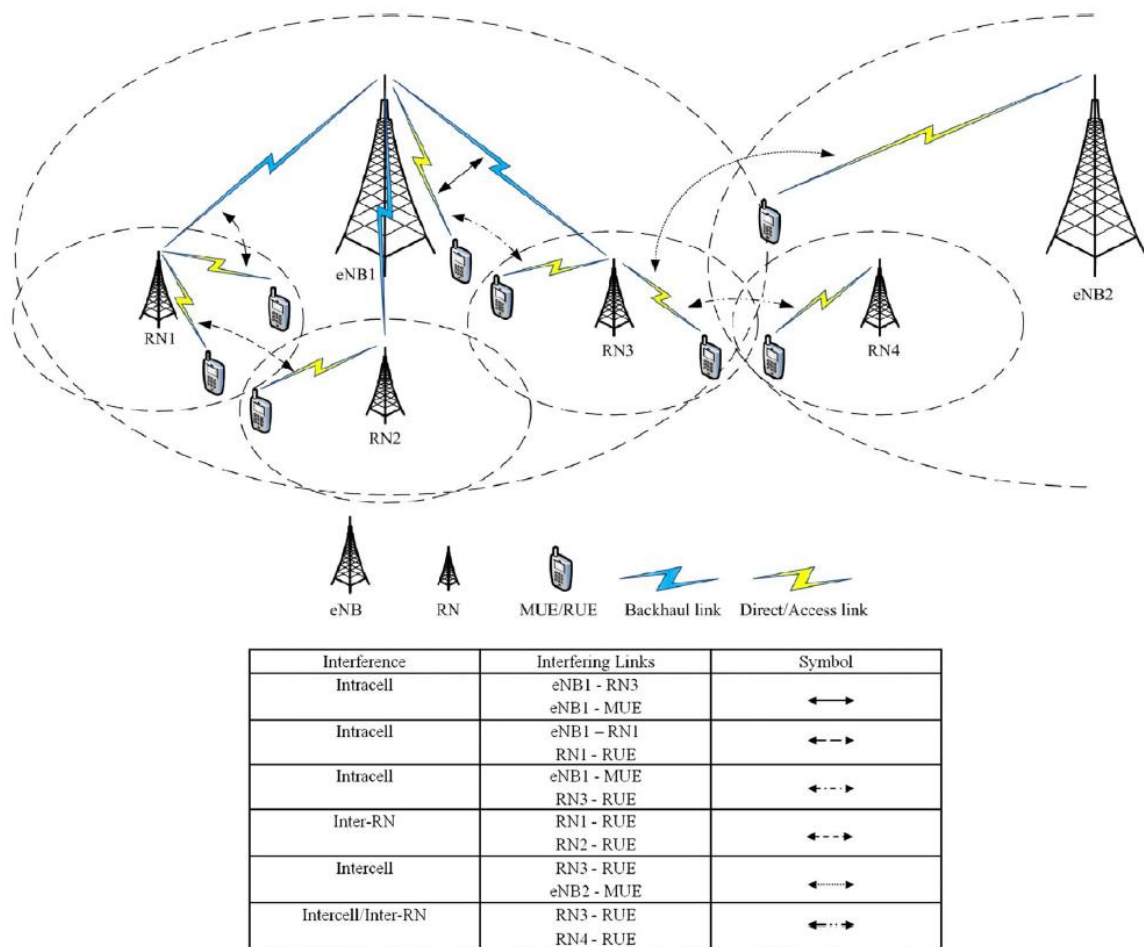 eNB1
eNB2
RN1
RN3
RN4
RN2
eNB
RN
MUE/RUE
Backhaul link
Direct/Access link
Interference Interfering Links Symbol
Intracell eNB1 - RN3
eNB1 - MUE
Intracell eNB1 – RN1
RN1 - RUE
Intracell eNB1 - MUE
RN3 - RUE
Inter-RN RN1 - RUE
RN2 - RUE
Intercell RN3 - RUE
eNB2 - MUE
Intercell/Inter-RN RN3 - RUE
RN4 - RUE